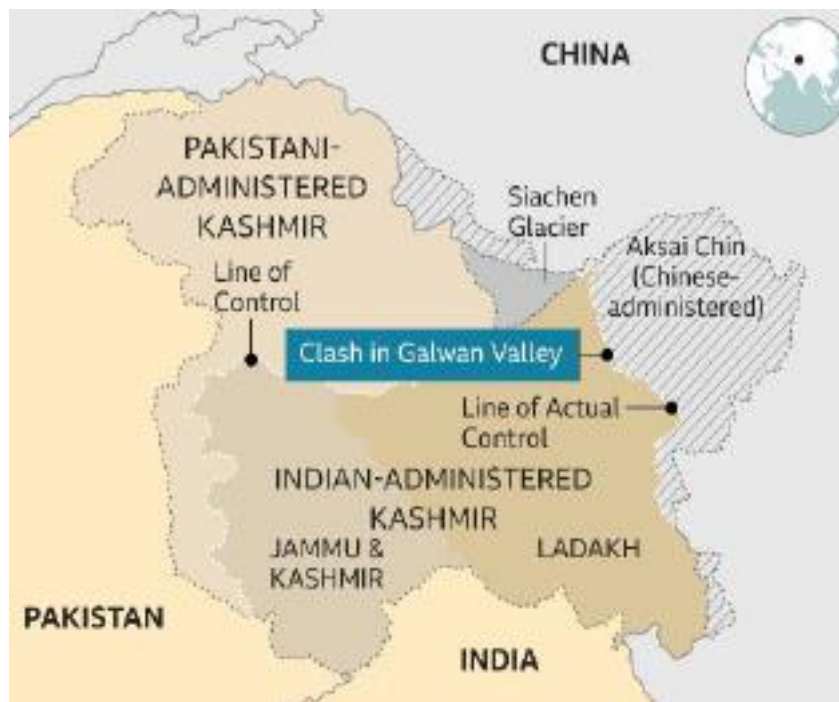 CHINA
PAKISTANI-
ADMINISTERED
KASHMIR
Siachen
Glacier
Aksai Chin
(Chinese-
administered)
Line of
Control
Clash in Galwan Valley
Line of Actual
Control
INDIAN-ADMINISTERED
KASHMIR
JAMMU &
KASHMIR
LADAKH
PAKISTAN
INDIA